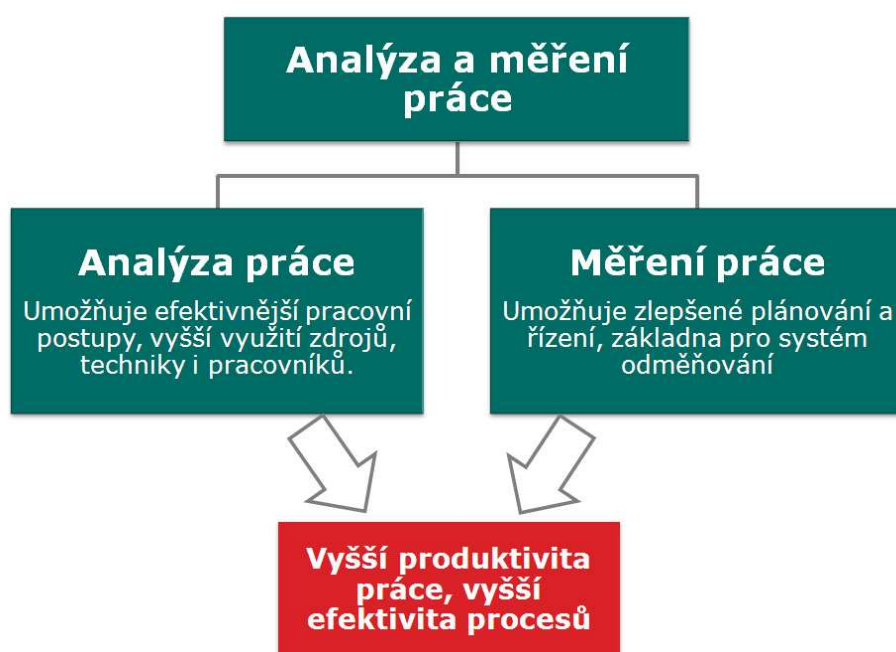 Analýza a měření
práce
Analýza práce
Umožňuje efektivnější pracovní
postupy, vyšší využití zdrojů,
techniky i pracovníků.
Měření práce
Umožňuje zlepšené plánování a
řízení, základna pro systém
odměňování
Vyšší produktivita
práce, vyšší
efektivita procesů